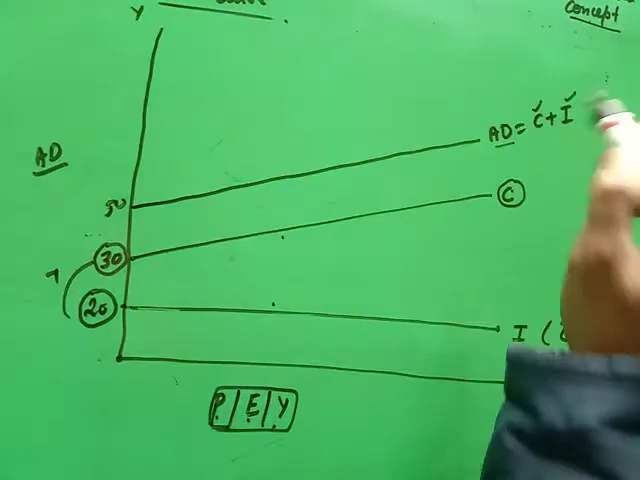 Concept
Y
AD = C + I
AD
C
50
30
20
I (
P / E / Y